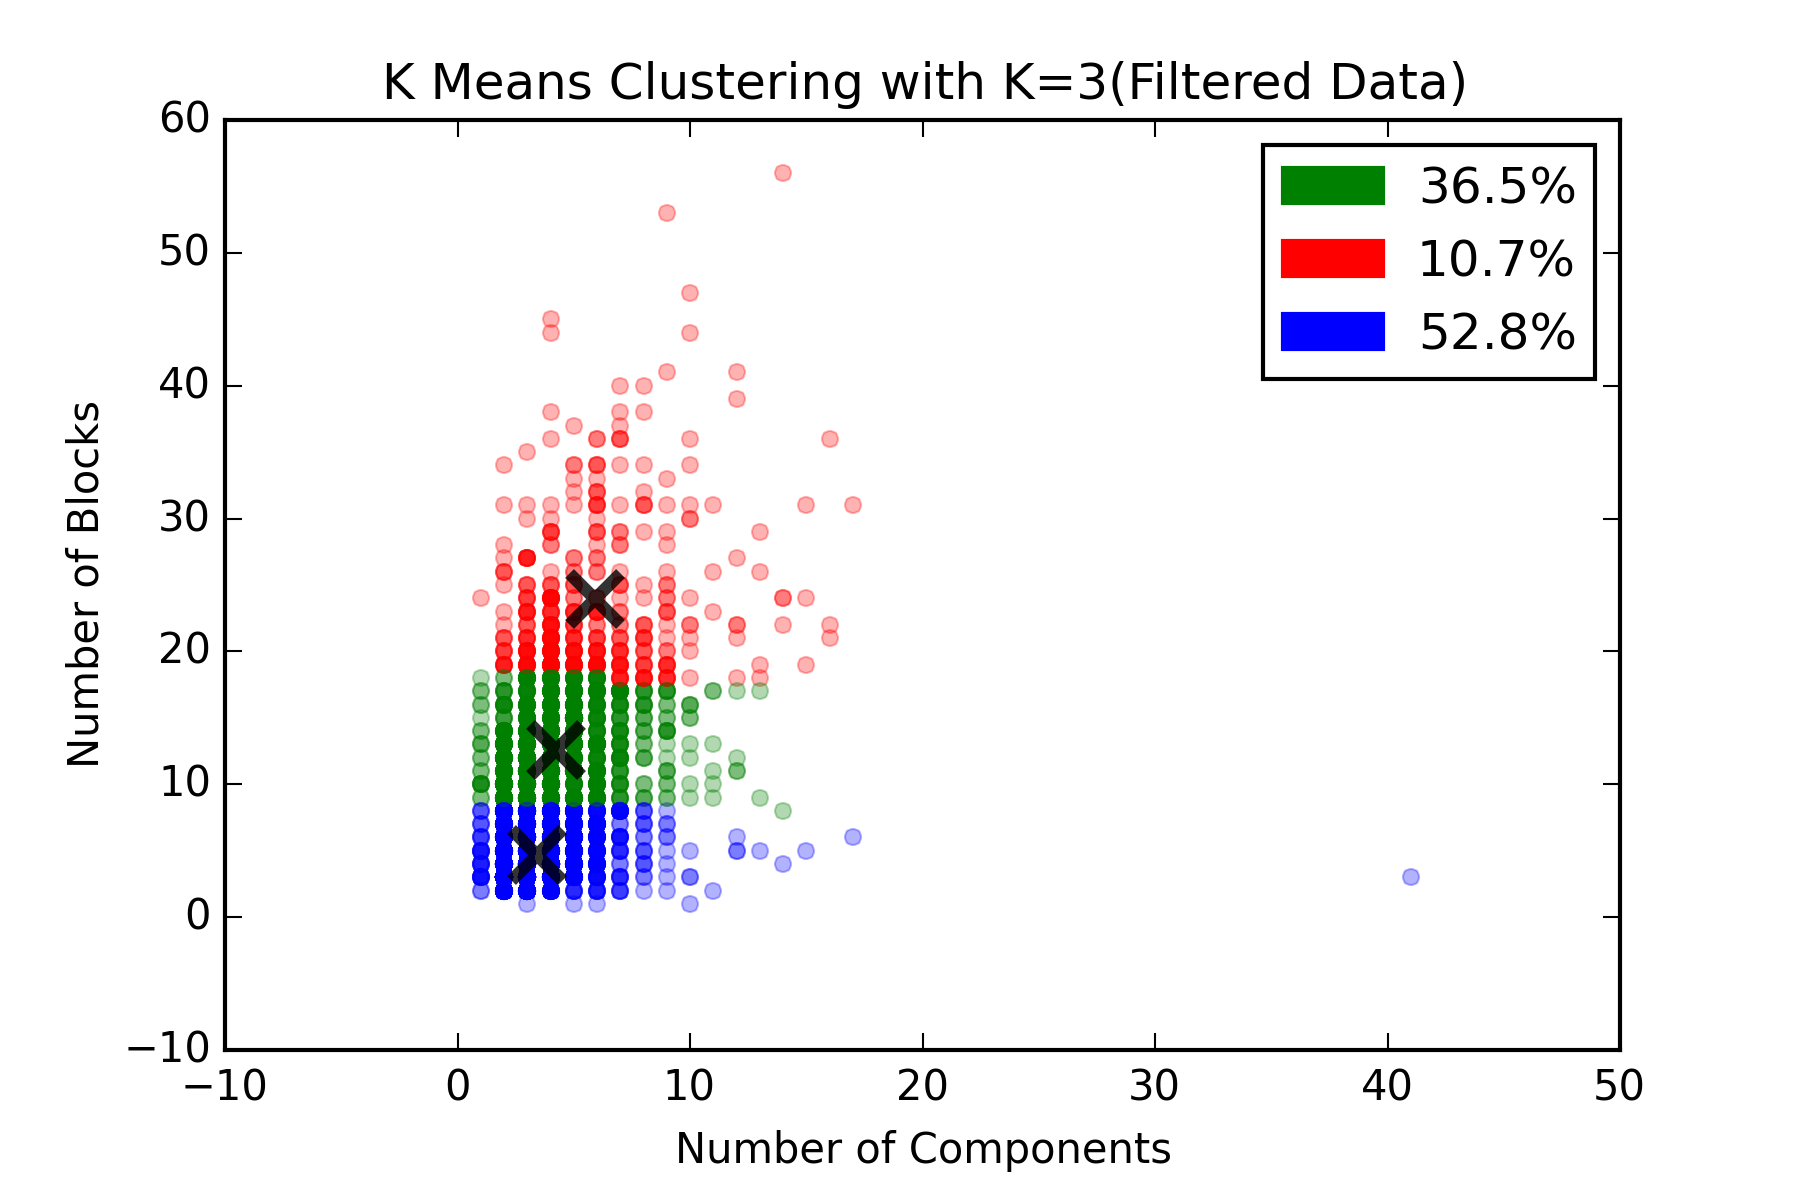 K Means Clustering with K=3(Filtered Data)
36.5%
10.7%
52.8%
60
50
40
30
20
10
0
−10
Number of Blocks
−10 0 10 20 30 40 50
Number of Components